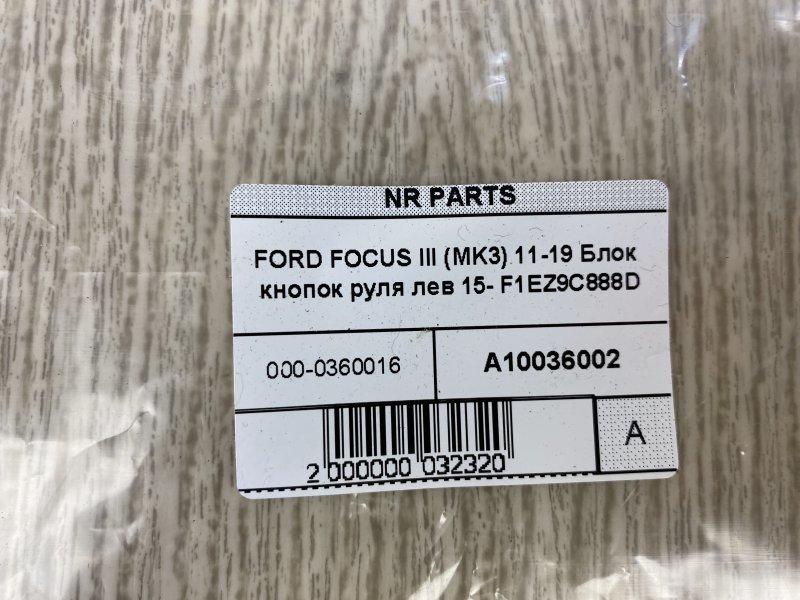 NR PARTS
FORD FOCUS III (MK3) 11-19 Блок
кнопок руля лев 15- F1EZ9C888D
000-0360016
A10036002
A
2 000000 032320